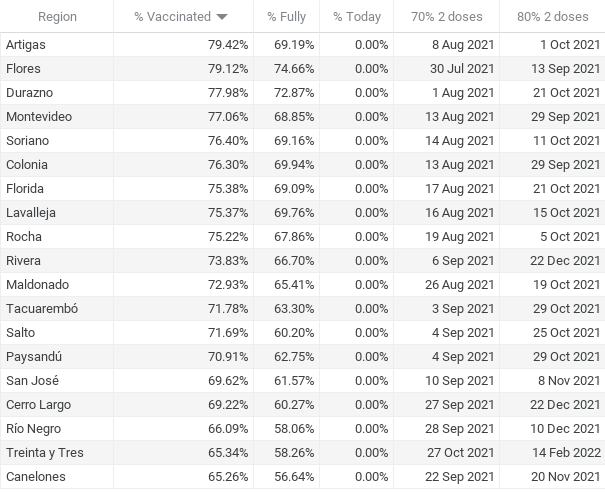 Region % Vaccinated % Fully % Today 70% 2 doses 80% 2 doses
Artigas 79.42% 69.19% 0.00% 8 Aug 2021 1 Oct 2021
Flores 79.12% 74.66% 0.00% 30 Jul 2021 13 Sep 2021
Durazno 77.98% 72.87% 0.00% 1 Aug 2021 21 Oct 2021
Montevideo 77.06% 68.85% 0.00% 13 Aug 2021 29 Sep 2021
Soriano 76.40% 69.16% 0.00% 14 Aug 2021 11 Oct 2021
Colonia 76.30% 69.94% 0.00% 13 Aug 2021 29 Sep 2021
Florida 75.38% 69.09% 0.00% 17 Aug 2021 21 Oct 2021
Lavalleja 75.37% 69.76% 0.00% 16 Aug 2021 15 Oct 2021
Rocha 75.22% 67.86% 0.00% 19 Aug 2021 5 Oct 2021
Rivera 73.83% 66.70% 0.00% 6 Sep 2021 22 Dec 2021
Maldonado 72.93% 65.41% 0.00% 26 Aug 2021 19 Oct 2021
Tacuarembó 71.78% 63.30% 0.00% 3 Sep 2021 29 Oct 2021
Salto 71.69% 60.20% 0.00% 4 Sep 2021 25 Oct 2021
Paysandú 70.91% 62.75% 0.00% 4 Sep 2021 29 Oct 2021
San José 69.62% 61.57% 0.00% 10 Sep 2021 8 Nov 2021
Cerro Largo 69.22% 60.27% 0.00% 27 Sep 2021 22 Dec 2021
Río Negro 66.09% 58.06% 0.00% 28 Sep 2021 10 Dec 2021
Treinta y Tres 65.34% 58.26% 0.00% 27 Oct 2021 14 Feb 2022
Canelones 65.26% 56.64% 0.00% 22 Sep 2021 20 Nov 2021